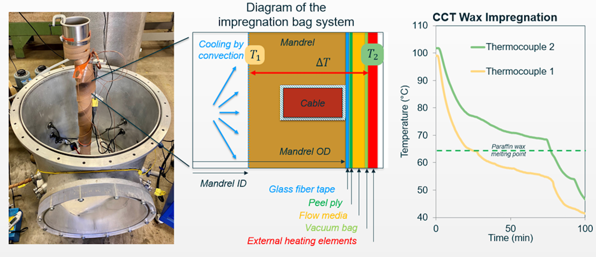 Diagram of the
impregnation bag system
Cooling by
convection
Mandrel
T₁
T₂
ΔT
Cable
Mandrel OD
Mandrel ID
Glass fiber tape
Peel ply
Flow media
Vacuum bag
External heating elements
CCT Wax Impregnation
Temperature (°C)
120
110
100
90
80
70
60
50
40
Thermocouple 2
Thermocouple 1
Paraffin wax
melting point
0
50
100
Time (min)